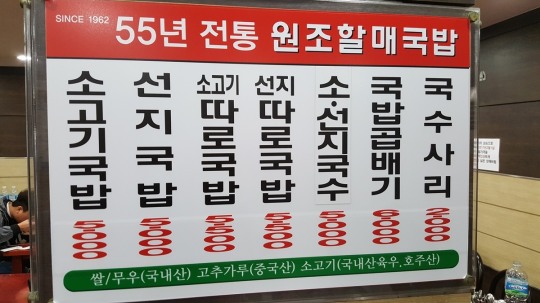 SINCE 1962
55년 전통 원조할매국밥
소고기국밥 5000
선지국밥 5000
소고기따로국밥 5500
선지따로국밥 5500
소.선지국수 5000
국밥곱배기 6000
국수사리 2000
쌀/무우(국내산) 고추가루(중국산) 소고기(국내산육우,호주산)